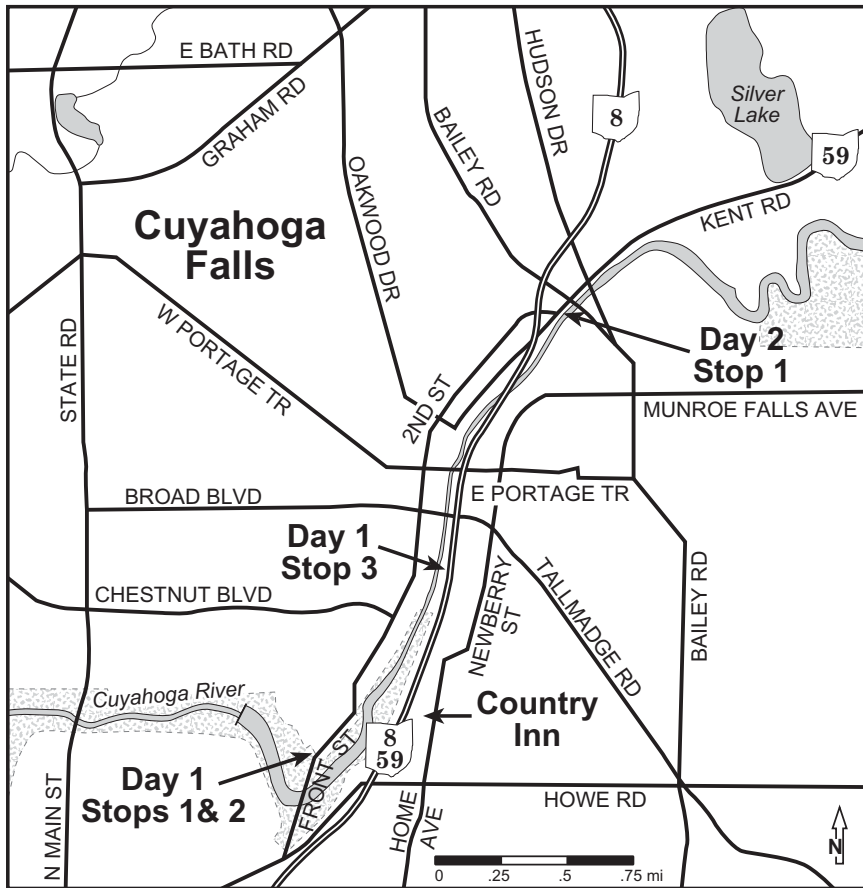 E BATH RD
GRAHAM RD
OAKWOOD DR
BAILEY RD
HUDSON DR
8
Silver
Lake
59
KENT RD
Cuyahoga
Falls
STATE RD
W PORTAGE TR
2ND ST
Day 2
Stop 1
MUNROE FALLS AVE
E PORTAGE TR
BROAD BLVD
Day 1
Stop 3
CHESTNUT BLVD
NEWBERRY
ST
TALLMADGE RD
BAILEY RD
Cuyahoga River
Country
Inn
8
59
Day 1
Stops 1& 2
FRONT ST
N MAIN ST
HOME
AVE
HOWE RD
0 .25 .5 .75 mi
N